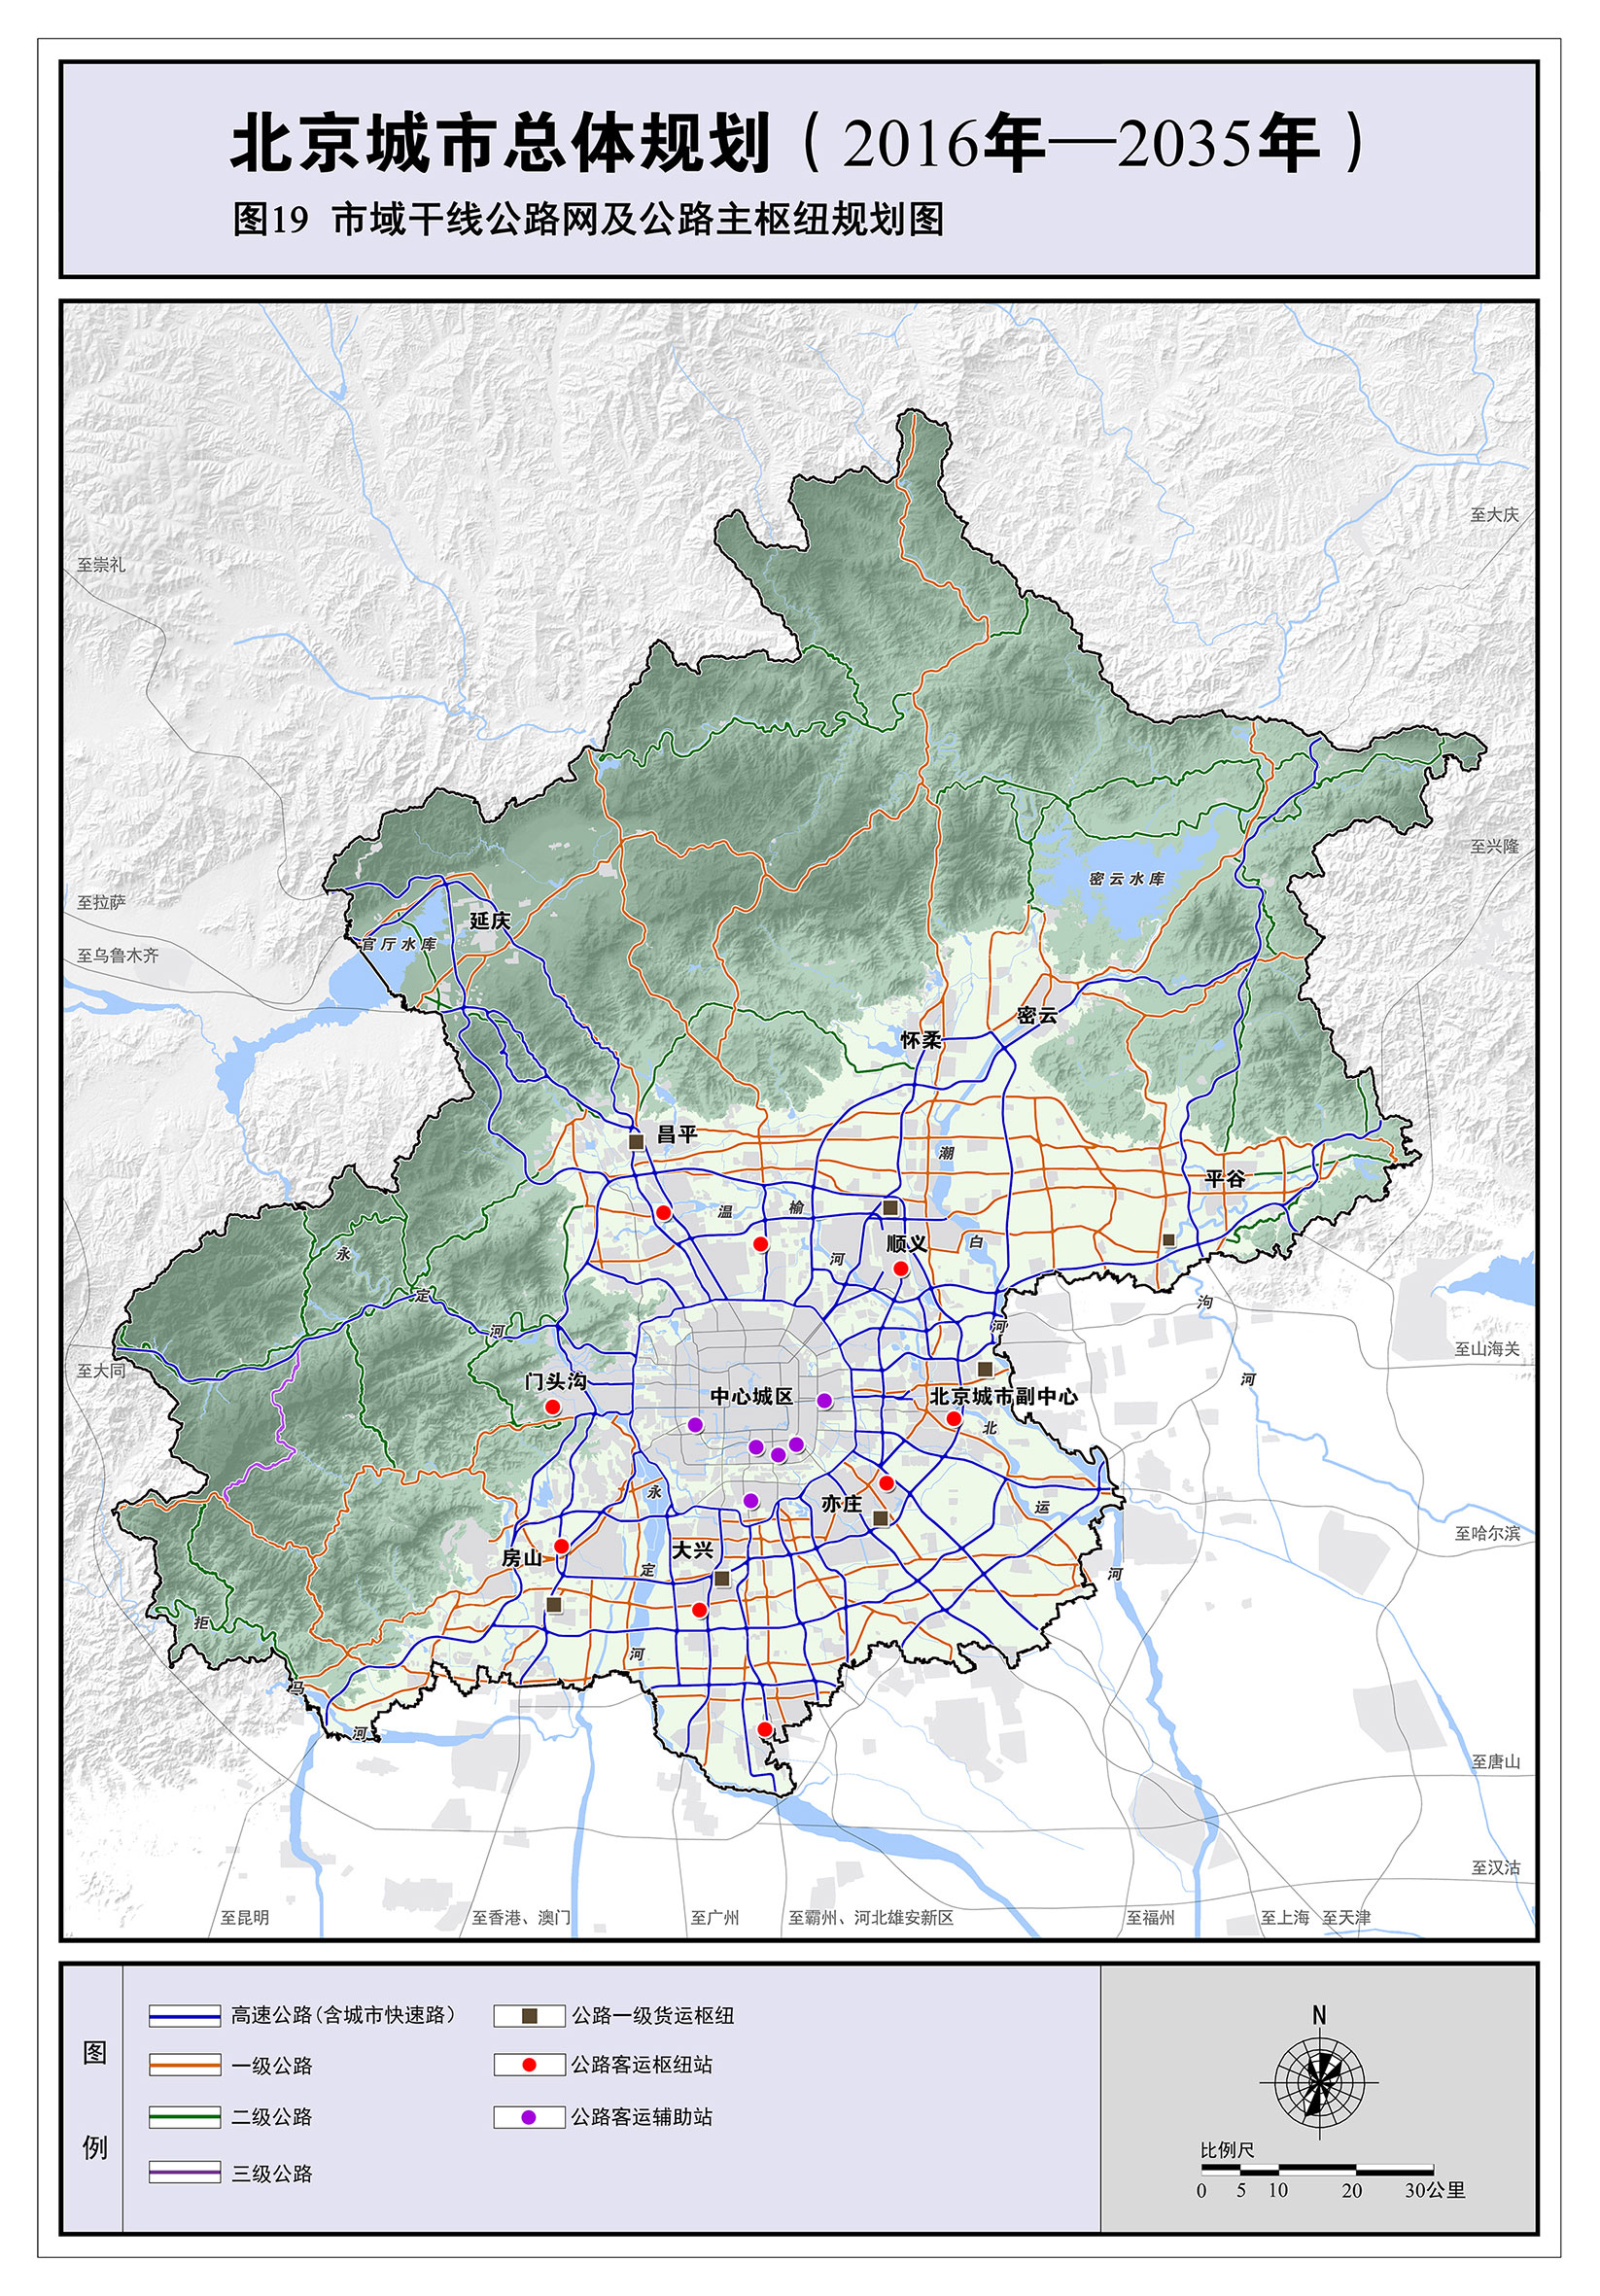 北京城市总体规划（2016年—2035年）
图19 市域干线公路网及公路主枢纽规划图
至大庆
至崇礼
至兴隆
密云水库
至拉萨
延庆
官厅水库
至乌鲁木齐
密云
怀柔
昌平
潮
平谷
温
榆
白
顺义
河
永
定
泃
河
河
至山海关
至大同
门头沟
中心城区
北京城市副中心
河
北
永
亦庄
运
至哈尔滨
房山
大兴
定
河
拒
河
马
河
至唐山
至汉沽
至昆明
至香港、澳门
至广州
至霸州、河北雄安新区
至福州
至上海
至天津
图例
高速公路(含城市快速路)
一级公路
二级公路
三级公路
公路一级货运枢纽
公路客运枢纽站
公路客运辅助站
N
比例尺
0 5 10 20 30公里